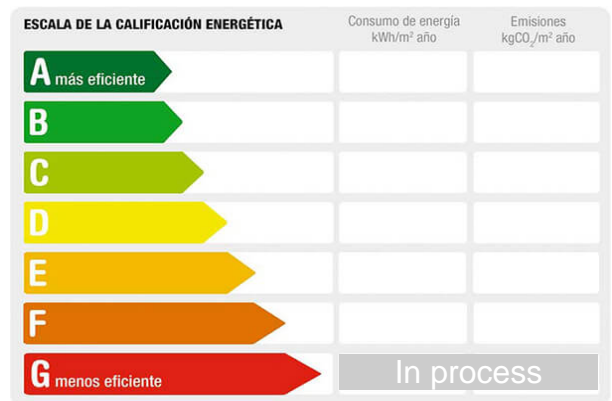 ESCALA DE LA CALIFICACIÓN ENERGÉTICA
Consumo de energía
kWh/m² año
Emisiones
kgCO₂/m² año
A más eficiente
B
C
D
E
F
G menos eficiente
In process